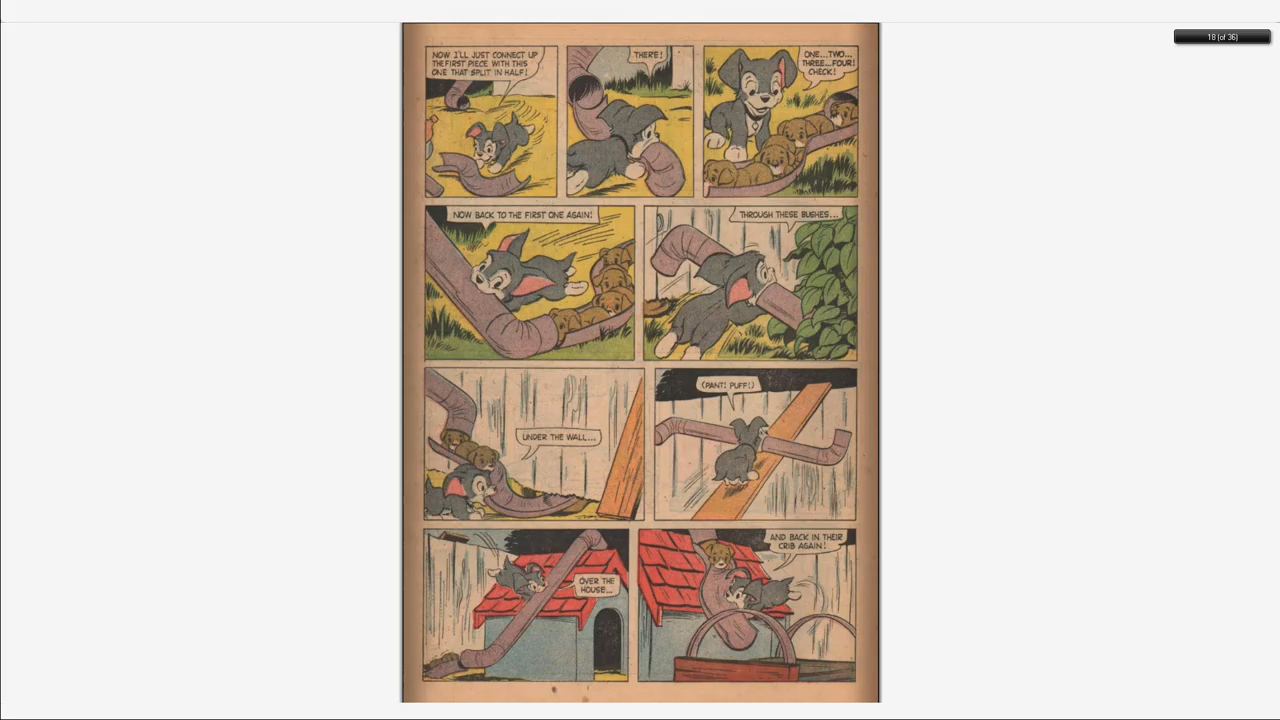 18 (of 36)
NOW I'LL JUST CONNECT UP
THE FIRST PIECE WITH THIS
ONE THAT SPLIT IN HALF!
THERE!
ONE...TWO...
THREE...FOUR!
CHECK!
NOW BACK TO THE FIRST ONE AGAIN!
THROUGH THESE BUSHES...
UNDER THE WALL...
(PANT! PUFF!)
OVER THE
HOUSE...
AND BACK IN THEIR
CRIB AGAIN!